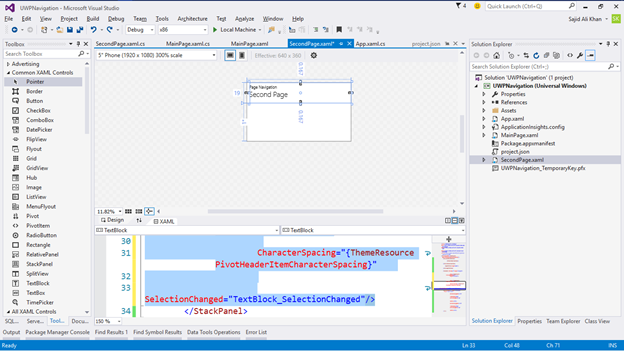 UWPNavigation - Microsoft Visual Studio
4
Quick Launch (Ctrl+Q)
File Edit View Project Build Debug Team Tools Architecture Test Analyze Window Help
Sajid Ali Khan
Debug x86 Local Machine
Toolbox
Search Toolbox
Advertising
Common XAML Controls
Pointer
Border
Button
CheckBox
ComboBox
DatePicker
FlipView
Flyout
Grid
GridView
Hub
Image
ListView
MenuFlyout
Pivot
PivotItem
RadioButton
Rectangle
RelativePanel
StackPanel
SplitView
TextBlock
TextBox
TimePicker
All XAML Controls
SQL... Serve... Tool... Docu...
SecondPage.xaml.cs MainPage.xaml.cs MainPage.xaml SecondPage.xaml* App.xaml.cs project.json
5" Phone (1920 x 1080) 300% scale
Effective: 640 x 360
Page Navigation
Second Page
11.82%
Design XAML
TextBlock TextBlock
30
31 CharacterSpacing="{ThemeResource
PivotHeaderItemCharacterSpacing}"
32
33
SelectionChanged="TextBlock_SelectionChanged"/>
34 </StackPanel>
150 %
Solution Explorer
Search Solution Explorer (Ctrl+;)
Solution 'UWPNavigation' (1 project)
UWPNavigation (Universal Windows)
Properties
References
Assets
App.xaml
ApplicationInsights.config
MainPage.xaml
Package.appxmanifest
project.json
SecondPage.xaml
UWPNavigation_TemporaryKey.pfx
Solution Explorer Properties Team Explorer Class View
Output Package Manager Console Find Results 1 Find Symbol Results Data Tools Operations Error List
Ready Ln 33 Col 48 Ch 71 INS